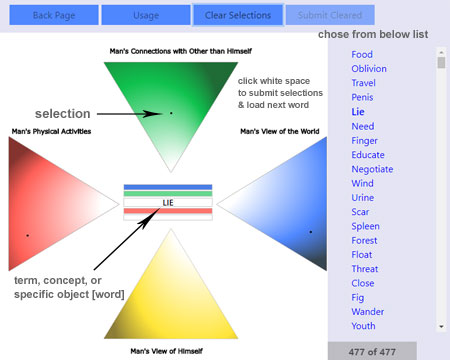 Back Page
Usage
Clear Selections
Submit Cleared
chose from below list
Man's Connections with Other than Himself
click white space
to submit selections
& load next word
selection
Man's Physical Activities
Man's View of the World
LIE
term, concept, or
specific object [word]
Man's View of Himself
Food
Oblivion
Travel
Penis
Lie
Need
Finger
Educate
Negotiate
Wind
Urine
Scar
Spleen
Forest
Float
Threat
Close
Fig
Wander
Youth
477 of 477